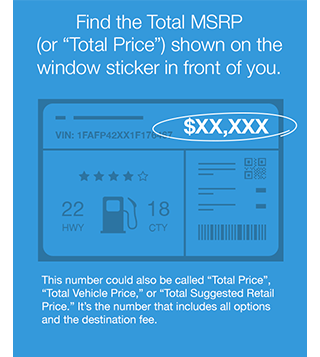 Find the Total MSRP
(or “Total Price”) shown on the
window sticker in front of you.
$XX,XXX
VIN: 1FAFP42XX1F
22
HWY
18
CTY
This number could also be called “Total Price”,
“Total Vehicle Price,” or “Total Suggested Retail
Price.” It’s the number that includes all options
and the destination fee.